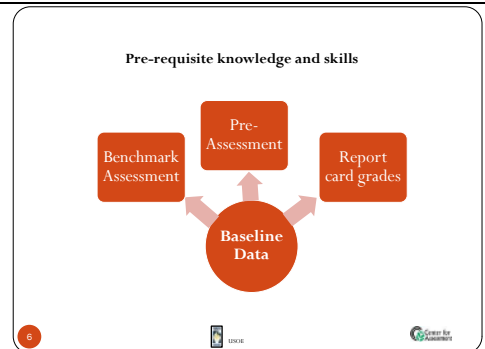 Pre-requisite knowledge and skills
Pre-
Assessment
Benchmark
Assessment
Report
card grades
Baseline
Data
6
USOE
Center for
Assessment